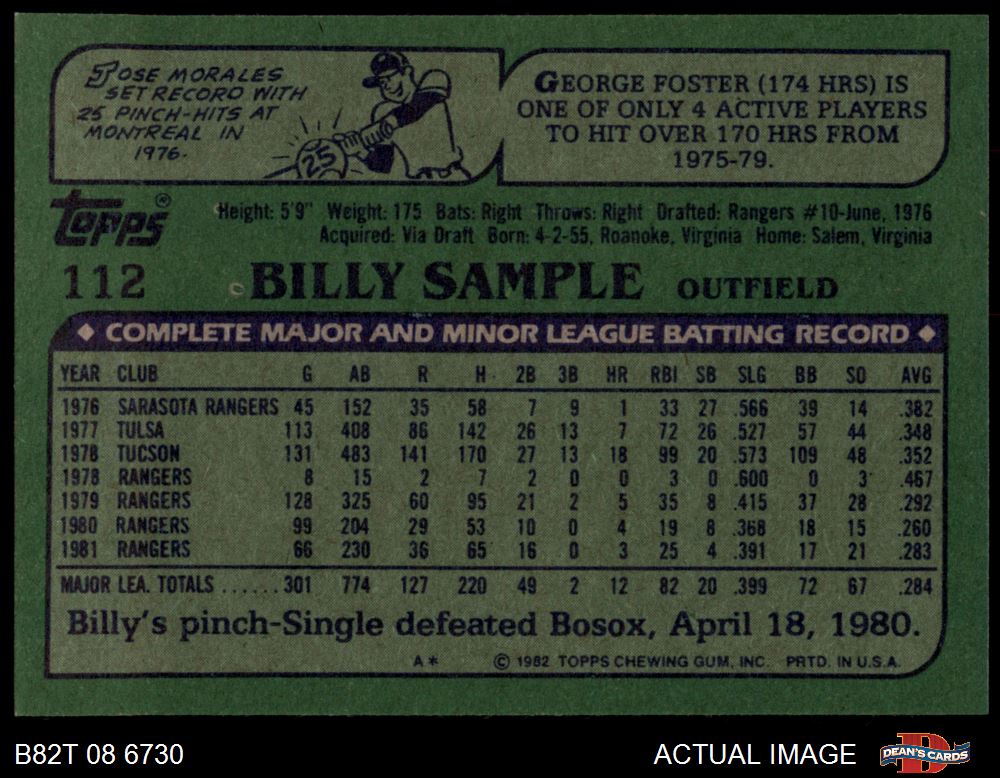 JOSE MORALES
SET RECORD WITH
25 PINCH-HITS AT
MONTREAL IN
1976.
25
GEORGE FOSTER (174 HRS) IS
ONE OF ONLY 4 ACTIVE PLAYERS
TO HIT OVER 170 HRS FROM
1975-79.
Topps®
Height: 5'9" Weight: 175 Bats: Right Throws: Right Drafted: Rangers #10-June, 1976
Acquired: Via Draft Born: 4-2-55, Roanoke, Virginia Home: Salem, Virginia
112 BILLY SAMPLE OUTFIELD
◆ COMPLETE MAJOR AND MINOR LEAGUE BATTING RECORD ◆
YEAR CLUB G AB R H 2B 3B HR RBI SB SLG BB SO AVG
1976 SARASOTA RANGERS 45 152 35 58 7 9 1 33 27 .566 39 14 .382
1977 TULSA 113 408 86 142 26 13 7 72 26 .527 57 44 .348
1978 TUCSON 131 483 141 170 27 13 18 99 20 .573 109 48 .352
1978 RANGERS 8 15 2 7 2 0 0 3 0 .600 0 3 .467
1979 RANGERS 128 325 60 95 21 2 5 35 8 .415 37 28 .292
1980 RANGERS 99 204 29 53 10 0 4 19 8 .368 18 15 .260
1981 RANGERS 66 230 36 65 16 0 3 25 4 .391 17 21 .283
MAJOR LEA. TOTALS ...... 301 774 127 220 49 2 12 82 20 .399 72 67 .284
Billy's pinch-Single defeated Bosox, April 18, 1980.
A* © 1982 TOPPS CHEWING GUM, INC. PRTD. IN U.S.A.
B82T 08 6730 ACTUAL IMAGE D DEAN'S CARDS